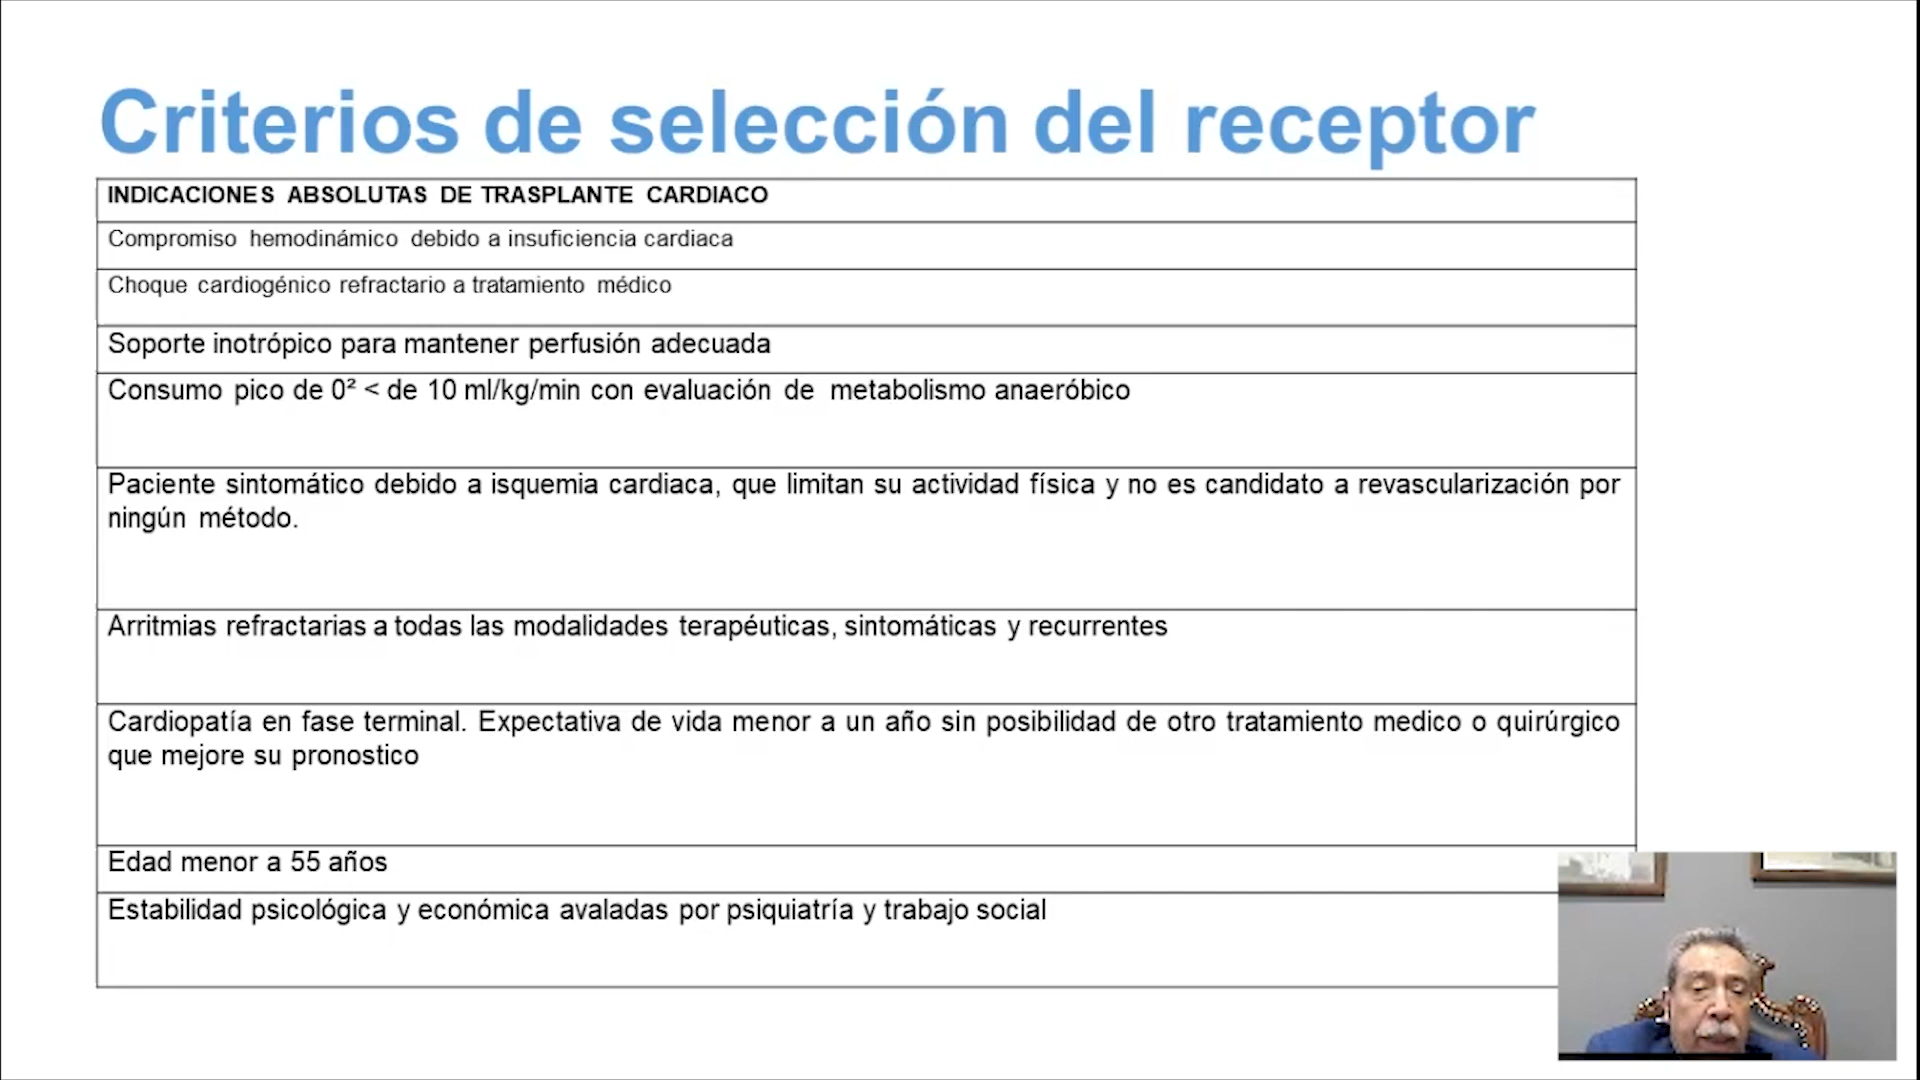 Criterios de selección del receptor
INDICACIONES ABSOLUTAS DE TRASPLANTE CARDIACO
Compromiso hemodinámico debido a insuficiencia cardiaca
Choque cardiogénico refractario a tratamiento médico
Soporte inotrópico para mantener perfusión adecuada
Consumo pico de 0² < de 10 ml/kg/min con evaluación de metabolismo anaeróbico
Paciente sintomático debido a isquemia cardiaca, que limitan su actividad física y no es candidato a revascularización por
ningún método.
Arritmias refractarias a todas las modalidades terapéuticas, sintomáticas y recurrentes
Cardiopatía en fase terminal. Expectativa de vida menor a un año sin posibilidad de otro tratamiento medico o quirúrgico
que mejore su pronostico
Edad menor a 55 años
Estabilidad psicológica y económica avaladas por psiquiatría y trabajo social